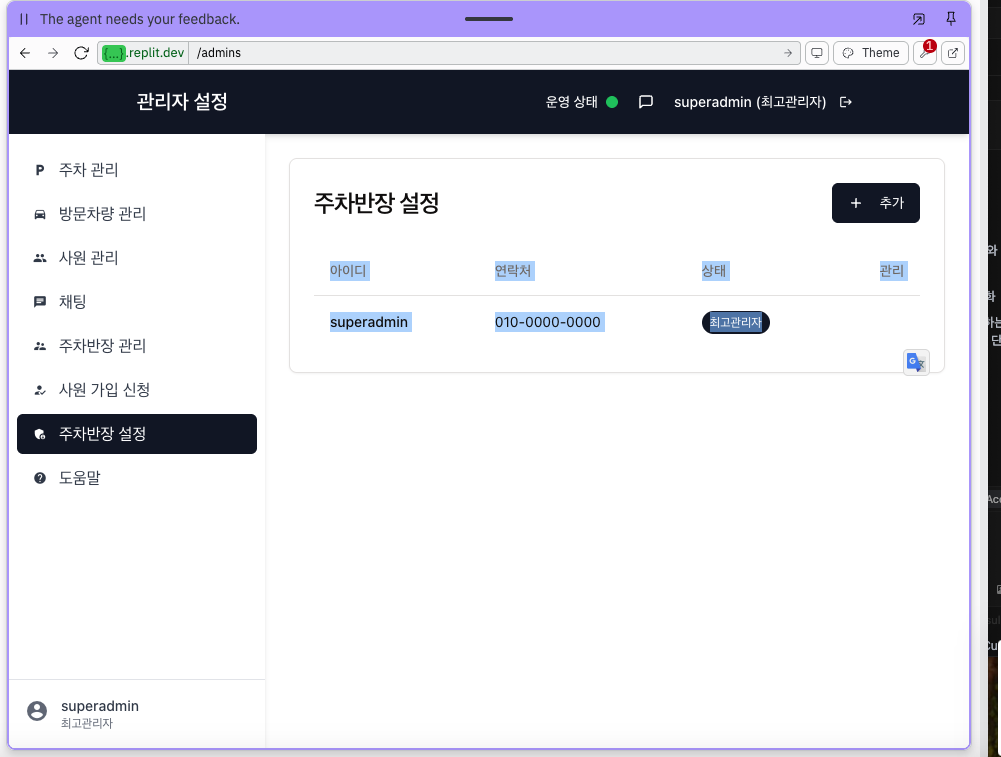 The agent needs your feedback.
{...}.replit.dev /admins Theme 1
관리자 설정 운영 상태 superadmin (최고관리자)
P 주차 관리
방문차량 관리
사원 관리
채팅
주차반장 관리
사원 가입 신청
주차반장 설정
도움말
superadmin
최고관리자
주차반장 설정 + 추가
아이디 연락처 상태 관리
superadmin 010-0000-0000 최고관리자
G
와
학
하는
단
Acc
Cu